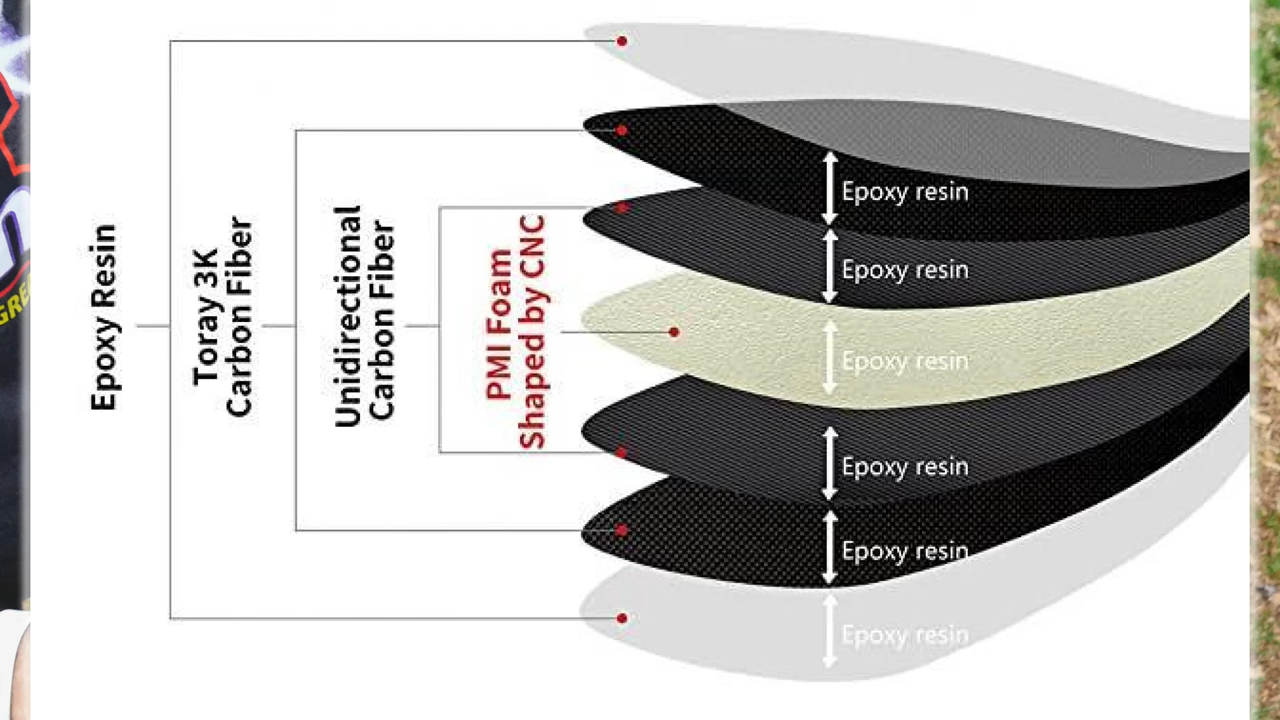 Epoxy Resin
Toray 3K
Carbon Fiber
Unidirectional
Carbon Fiber
PMI Foam
Shaped by CNC
Epoxy resin
Epoxy resin
Epoxy resin
Epoxy resin
Epoxy resin
Epoxy resin